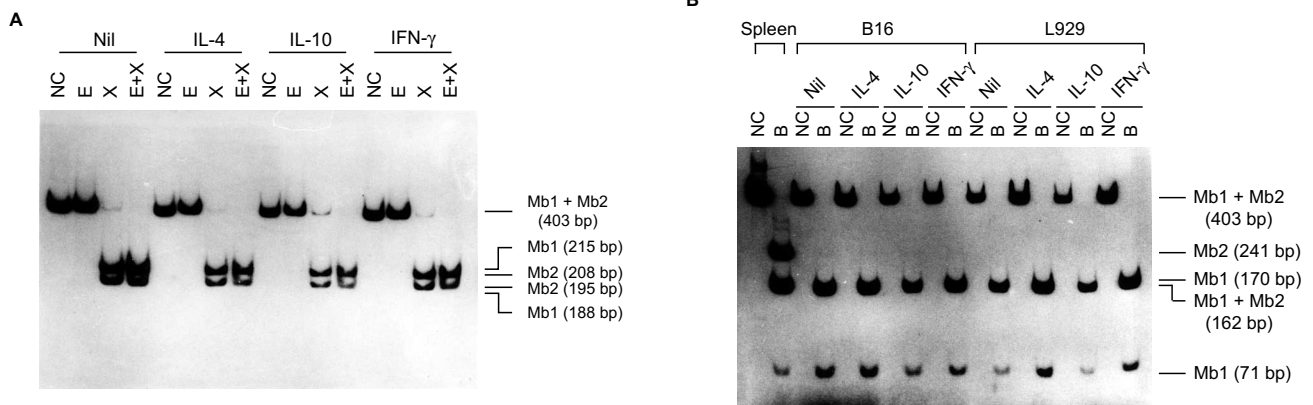 A
Nil IL-4 IL-10 IFN-γ
NC E X E+X NC E X E+X NC E X E+X NC E X E+X
Mb1 + Mb2
(403 bp)
Mb1 (215 bp)
Mb2 (208 bp)
Mb2 (195 bp)
Mb1 (188 bp)
B
Spleen B16 L929
Nil IL-4 IL-10 IFN-γ Nil IL-4 IL-10 IFN-γ
NC B NC B NC B NC B NC B NC B NC B NC B NC B
Mb1 + Mb2
(403 bp)
Mb2 (241 bp)
Mb1 (170 bp)
Mb1 + Mb2
(162 bp)
Mb1 (71 bp)